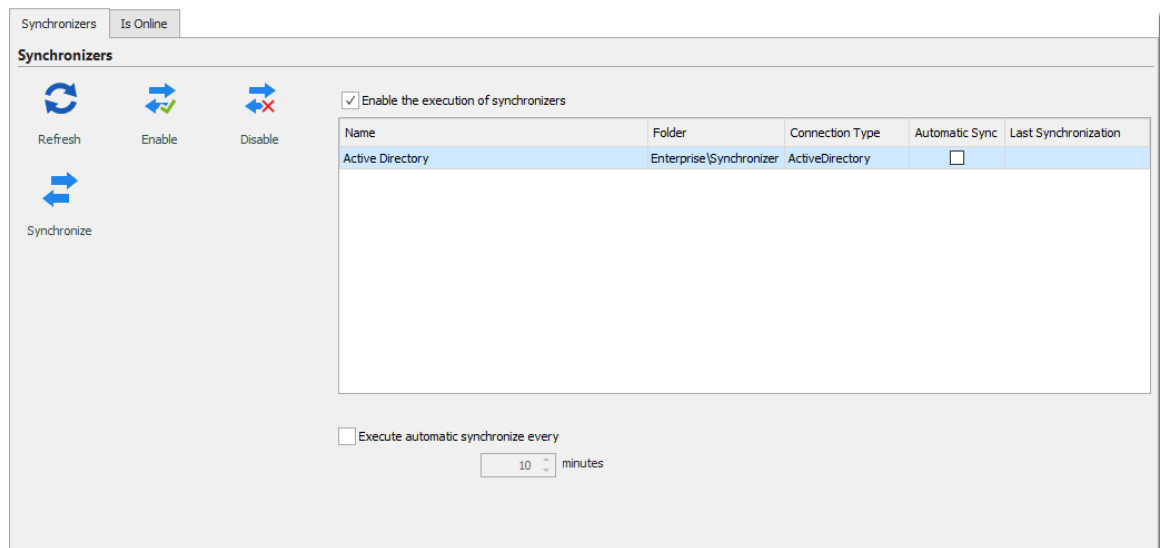 Synchronizers Is Online
Synchronizers
Refresh Enable Disable
Synchronize
Enable the execution of synchronizers
Name Folder Connection Type Automatic Sync Last Synchronization
Active Directory Enterprise\Synchronizer ActiveDirectory
Execute automatic synchronize every
10 minutes